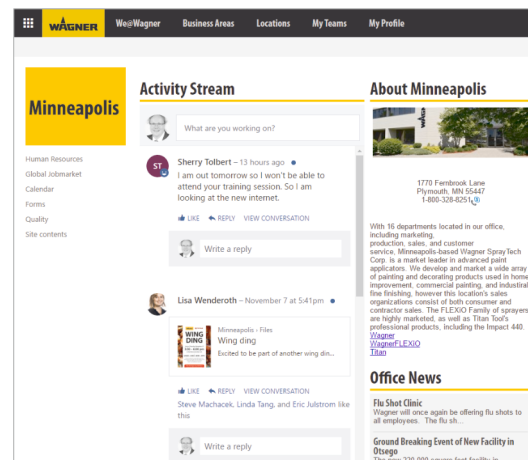 WAGNER We@Wagner Business Areas Locations My Teams My Profile
Minneapolis
Human Resources
Global Jobmarket
Calendar
Forms
Quality
Site contents
Activity Stream
What are you working on?
ST
Sherry Tolbert – 13 hours ago
I am out tomorrow so I won't be able to
attend your training session. So I am
looking at the new internet.
LIKE REPLY VIEW CONVERSATION
Write a reply
Lisa Wenderoth – November 7 at 5:41pm
WING
DING
Minneapolis - Files
Wing ding
Excited to be part of another wing din...
LIKE REPLY VIEW CONVERSATION
Steve Machacek, Linda Tang, and Eric Julstrom like
this
Write a reply
About Minneapolis
1770 Fernbrook Lane
Plymouth, MN 55447
1-800-328-8251
With 16 departments located in our office,
including marketing,
production, sales, and customer
service, Minneapolis-based Wagner SprayTech
Corp. is a market leader in advanced paint
applicators. We develop and market a wide array
of painting and decorating products used in home
improvement, commercial painting, and industiral
fine finishing, however this location's sales
organizations consist of both consumer and
contractor sales. The FLEXiO Family of sprayers
are highly marketed, as well as Titan Tool's
professional products, including the Impact 440.
Wagner
WagnerFLEXiO
Titan
Office News
Flu Shot Clinic
Wagner will once again be offering flu shots to
all employees. The flu sh...
Ground Breaking Event of New Facility in
Otsego